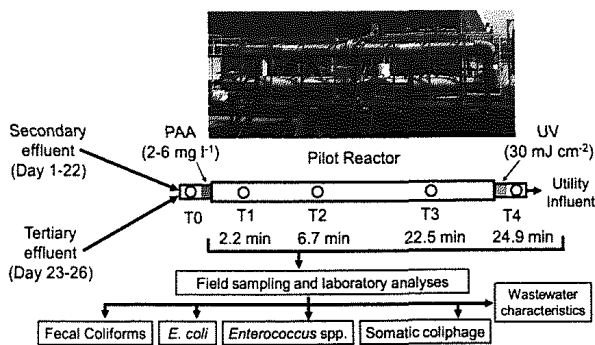 Secondary
effluent
(Day 1-22)
PAA
(2-6 mg l-1)
Pilot Reactor
UV
(30 mJ cm-2)
Utility
Influent
T0
T1
T2
T3
T4
Tertiary
effluent
(Day 23-26)
2.2 min
6.7 min
22.5 min
24.9 min
Field sampling and laboratory analyses
Wastewater
characteristics
Fecal Coliforms
E. coli
Enterococcus spp.
Somatic coliphage